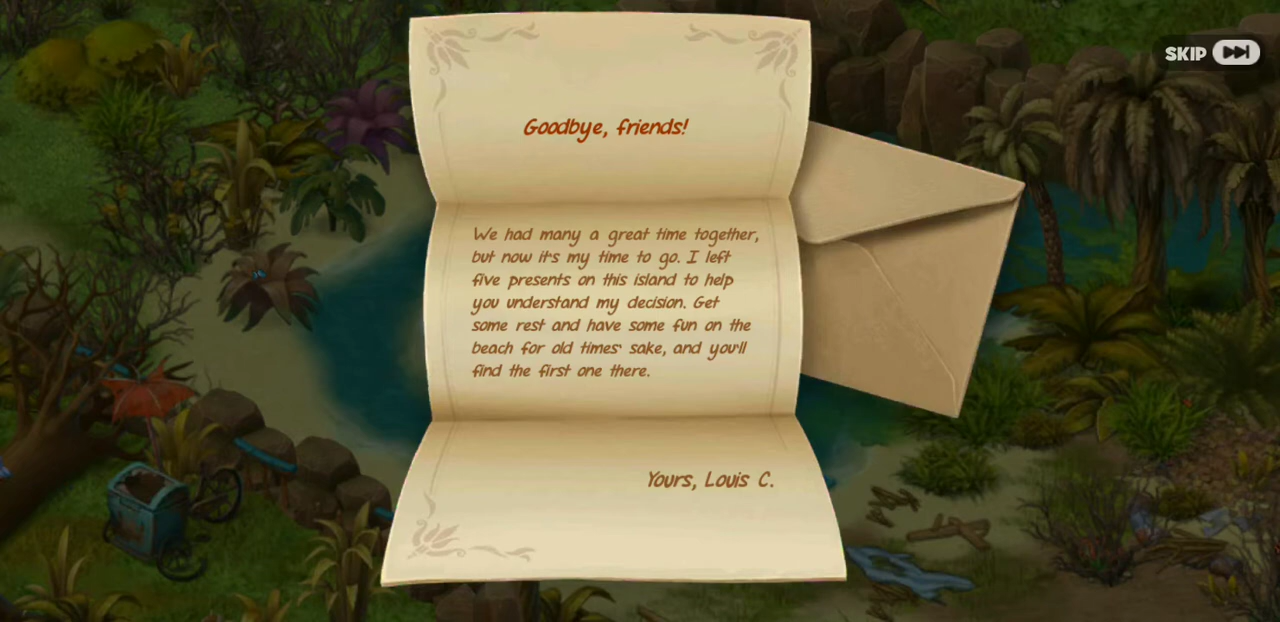 SKIP
Goodbye, friends!
We had many a great time together,
but now it's my time to go. I left
five presents on this island to help
you understand my decision. Get
some rest and have some fun on the
beach for old times' sake, and you'll
find the first one there.
Yours, Louis C.